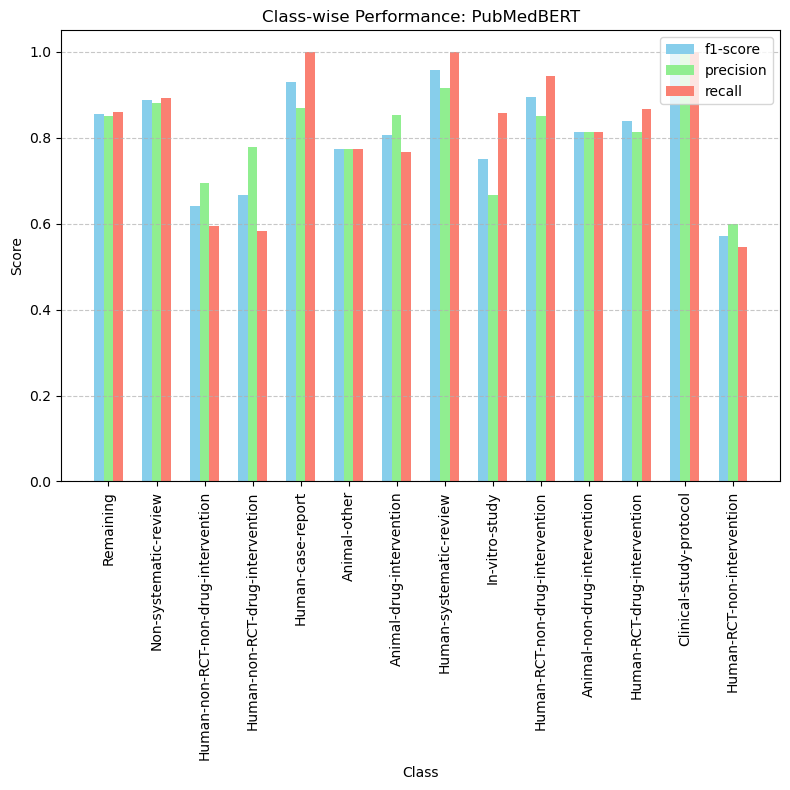 Class-wise Performance: PubMedBERT
f1-score
precision
recall
1.0
0.8
0.6
0.4
0.2
0.0
Score
Remaining
Non-systematic-review
Human-non-RCT-non-drug-intervention
Human-non-RCT-drug-intervention
Human-case-report
Animal-other
Animal-drug-intervention
Human-systematic-review
In-vitro-study
Human-RCT-non-drug-intervention
Animal-non-drug-intervention
Human-RCT-drug-intervention
Clinical-study-protocol
Human-RCT-non-intervention
Class